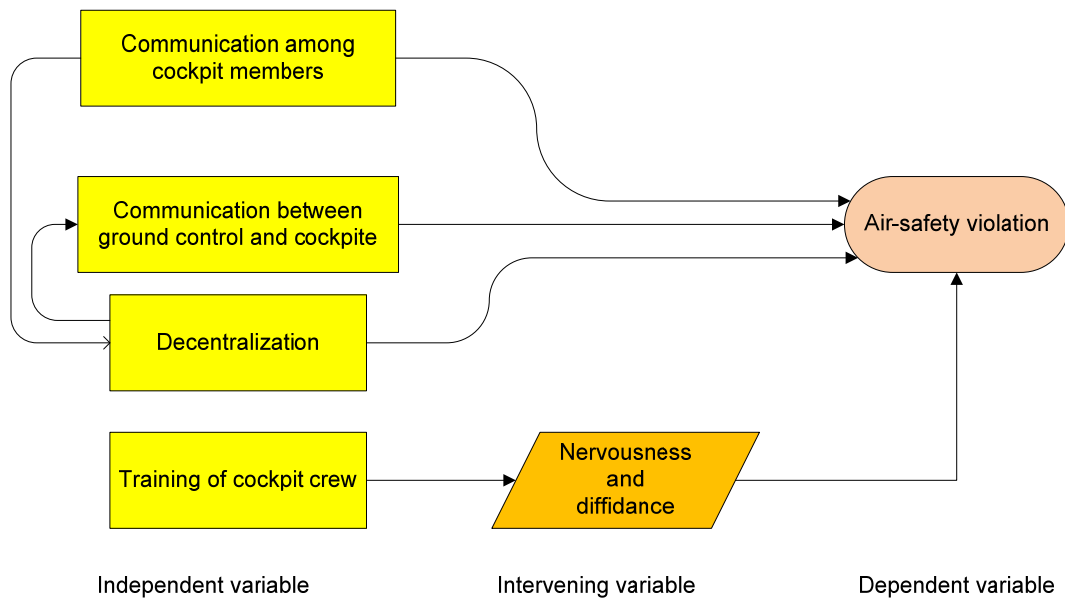 Communication among
cockpit members
Communication between
ground control and cockpite
Air-safety violation
Decentralization
Training of cockpit crew
Nervousness
and
diffidance
Independent variable
Intervening variable
Dependent variable